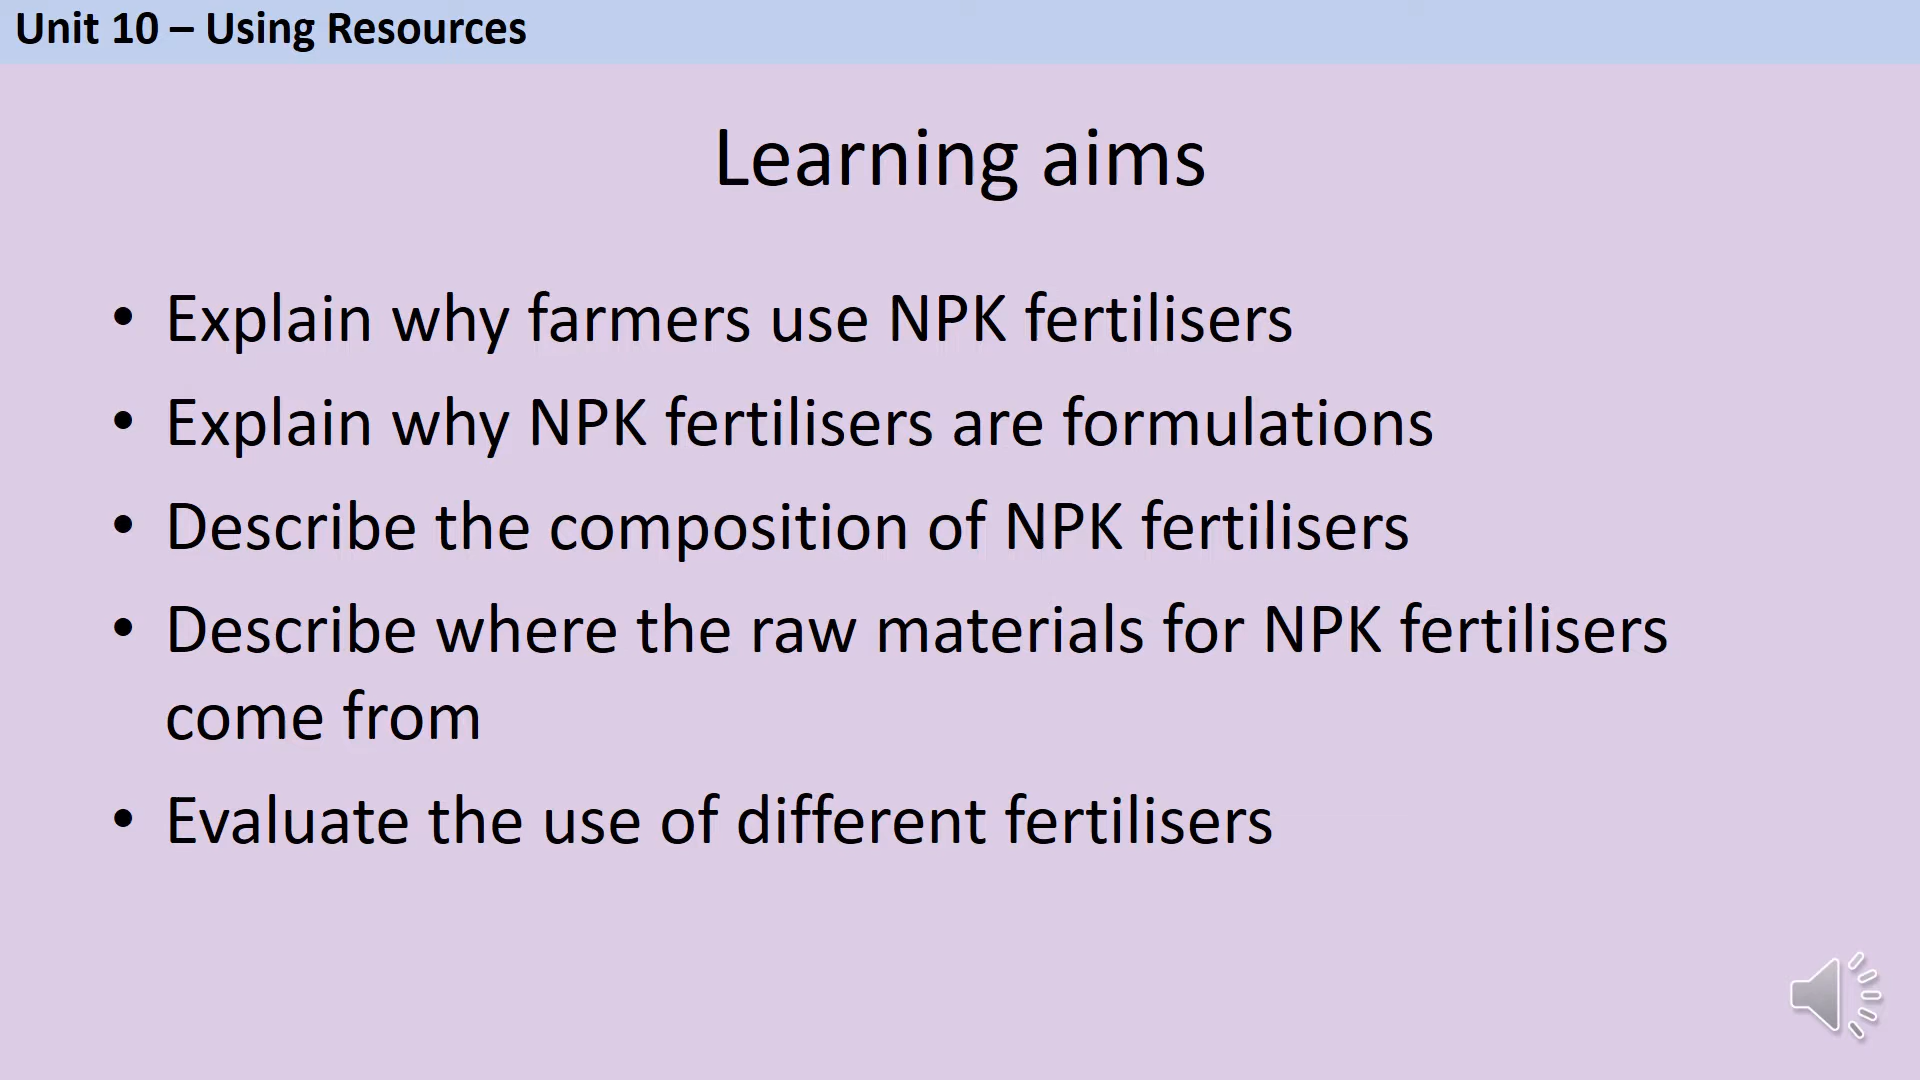 Unit 10 – Using Resources
Learning aims
• Explain why farmers use NPK fertilisers
• Explain why NPK fertilisers are formulations
• Describe the composition of NPK fertilisers
• Describe where the raw materials for NPK fertilisers
come from
• Evaluate the use of different fertilisers